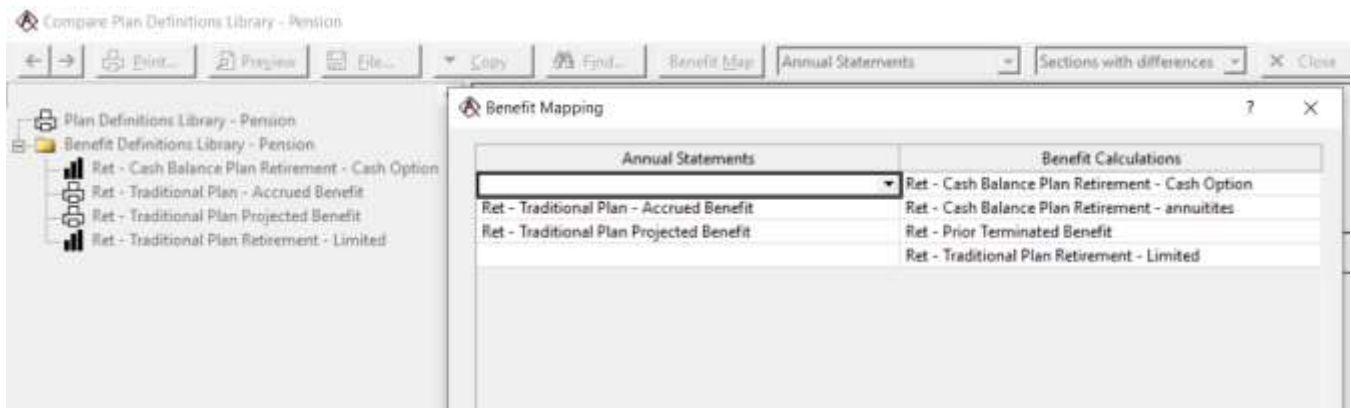 Compare Plan Definitions Library - Pension
Print... Preview File... Copy Find... Benefit Map Annual Statements Sections with differences Close
Plan Definitions Library - Pension
Benefit Definitions Library - Pension
Ret - Cash Balance Plan Retirement - Cash Option
Ret - Traditional Plan - Accrued Benefit
Ret - Traditional Plan Projected Benefit
Ret - Traditional Plan Retirement - Limited
Benefit Mapping ?
Annual Statements Benefit Calculations
Ret - Cash Balance Plan Retirement - Cash Option
Ret - Traditional Plan - Accrued Benefit Ret - Cash Balance Plan Retirement - annuitites
Ret - Traditional Plan Projected Benefit Ret - Prior Terminated Benefit
Ret - Traditional Plan Retirement - Limited